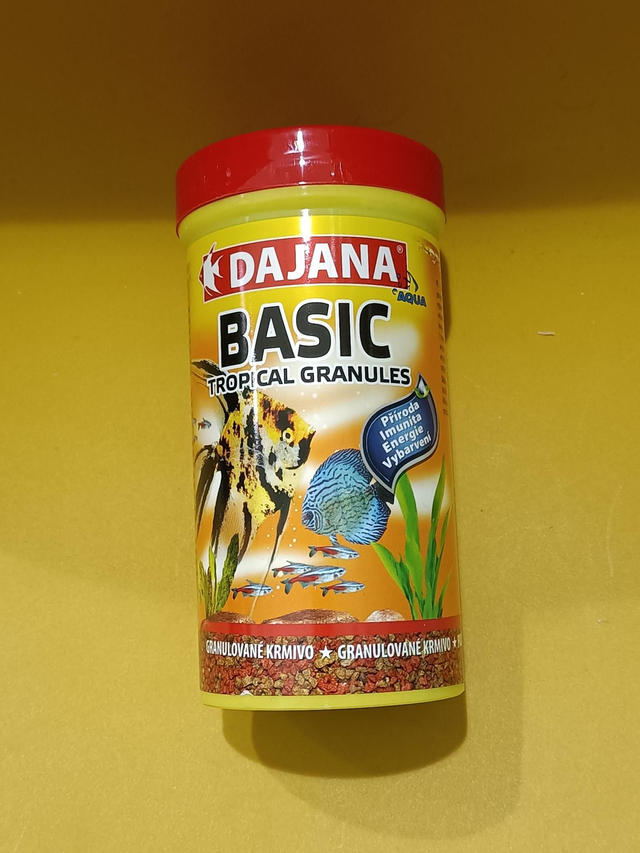 DAJANA®
AQUA
BASIC
TROPICAL GRANULES
Příroda
Imunita
Energie
Vybarvení
GRANULOVANÉ KRMIVO ★ GRANULOVANÉ KRMIVO ★